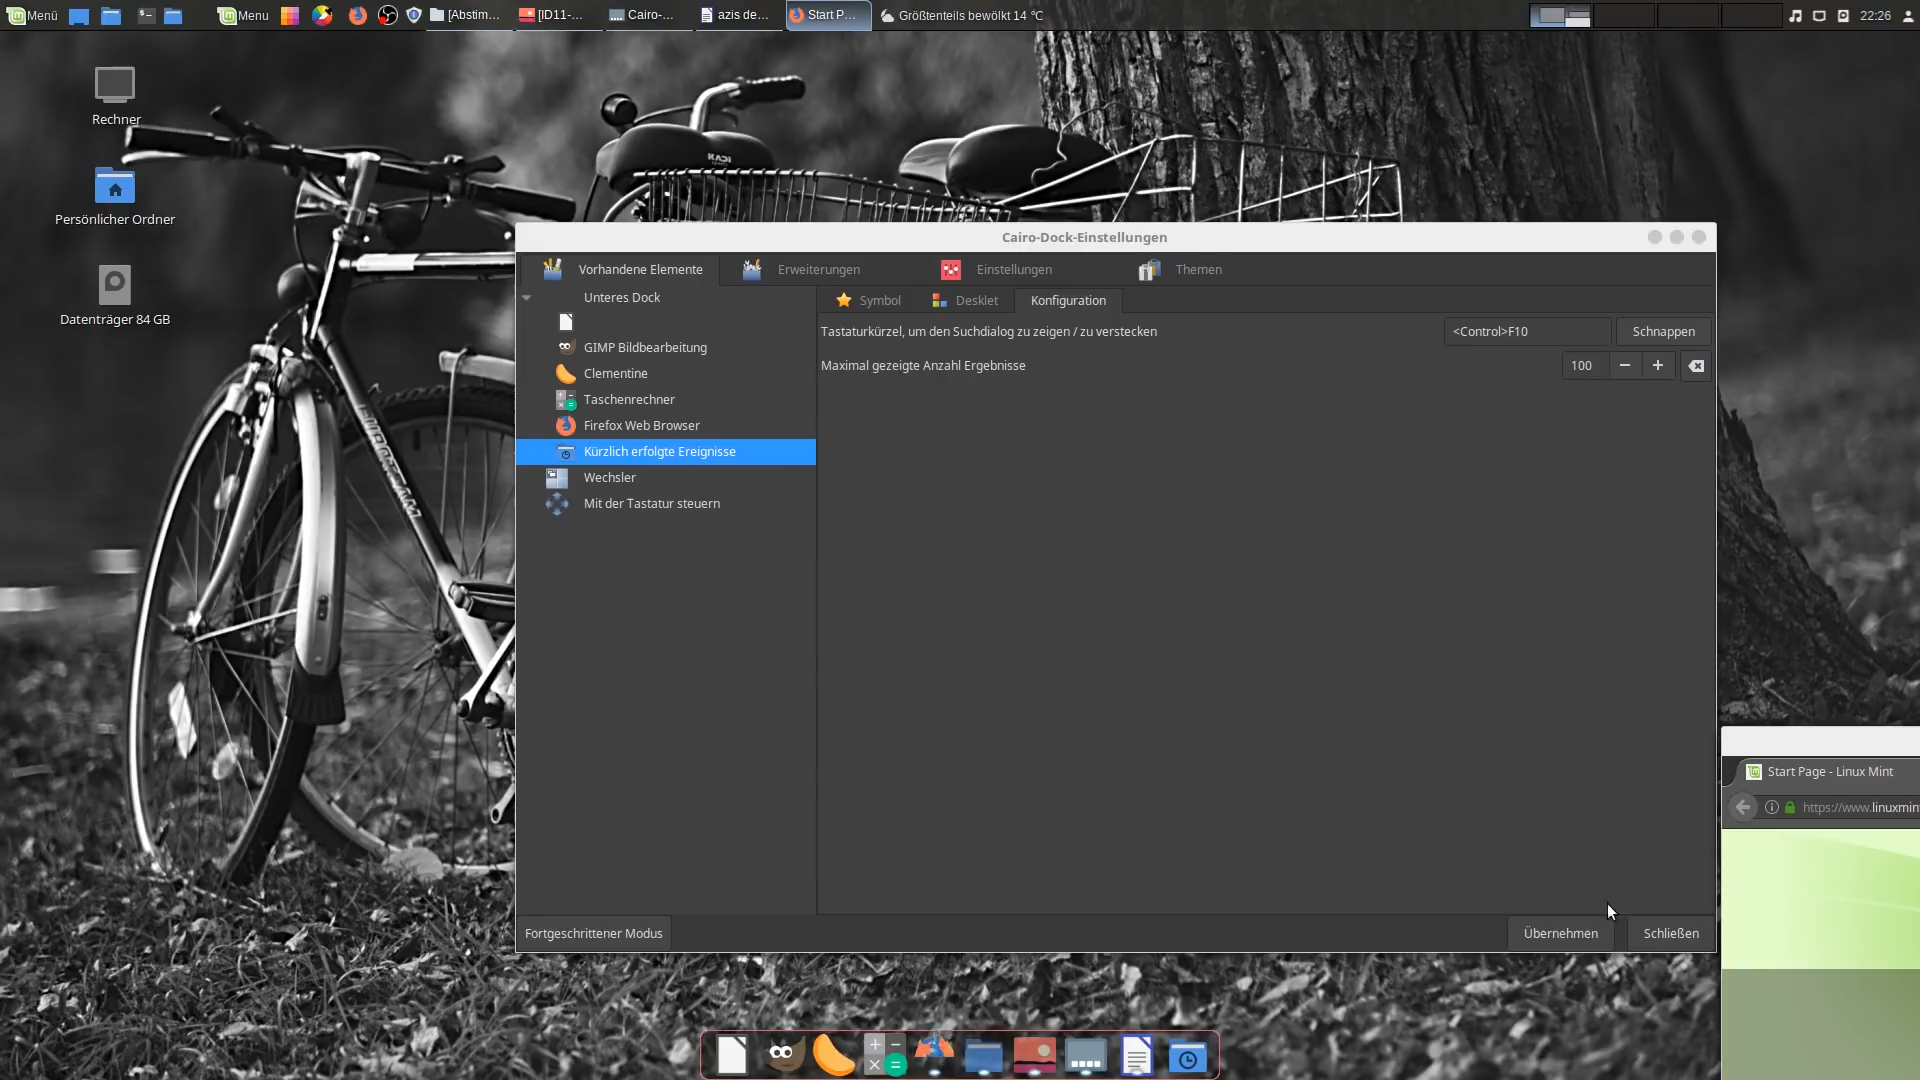 Menü
Menu
[Abstim...
[ID11-...
Cairo-...
azis de...
Start P...
Größtenteils bewölkt 14 °C
22:26
Rechner
Persönlicher Ordner
Datenträger 84 GB
Cairo-Dock-Einstellungen
Vorhandene Elemente
Erweiterungen
Einstellungen
Themen
Unteres Dock
GIMP Bildbearbeitung
Clementine
Taschenrechner
Firefox Web Browser
Kürzlich erfolgte Ereignisse
Wechsler
Mit der Tastatur steuern
Symbol
Desklet
Konfiguration
Tastaturkürzel, um den Suchdialog zu zeigen / zu verstecken
<Control>F10
Schnappen
Maximal gezeigte Anzahl Ergebnisse
100
Fortgeschrittener Modus
Übernehmen
Schließen
Start Page - Linux Mint
https://www.linuxmin